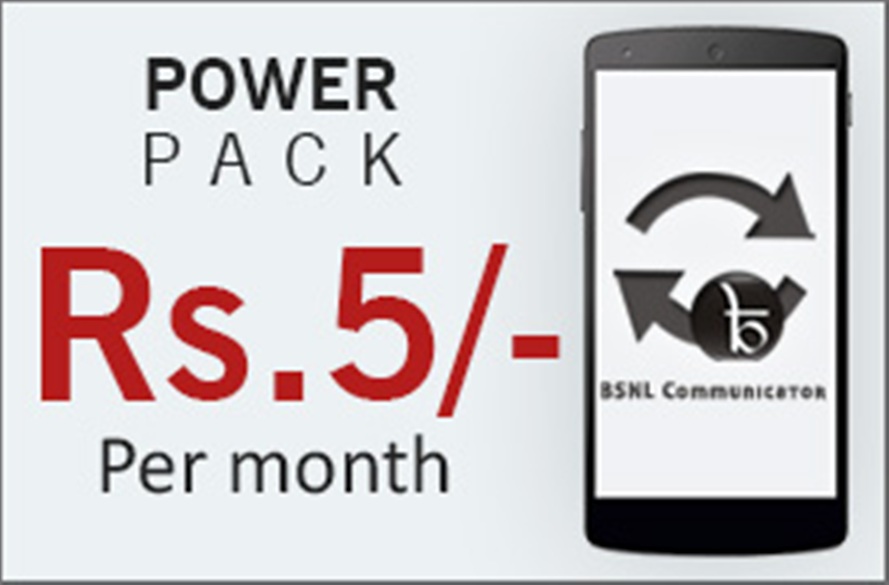 POWER
PACK
Rs.5/-
Per month
BSNL Communicator